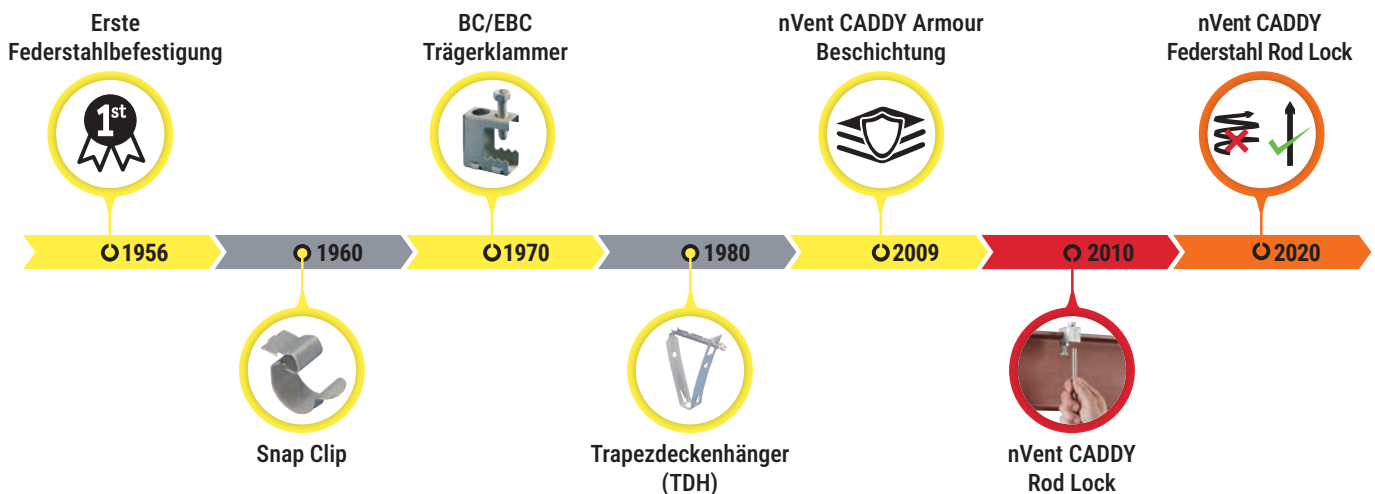 Erste
Federstahlbefestigung
BC/EBC
Trägerklammer
nVent CADDY Armour
Beschichtung
nVent CADDY
Federstahl Rod Lock
1st
1956
1960
1970
1980
2009
2010
2020
Snap Clip
Trapezdeckenhänger
(TDH)
nVent CADDY
Rod Lock